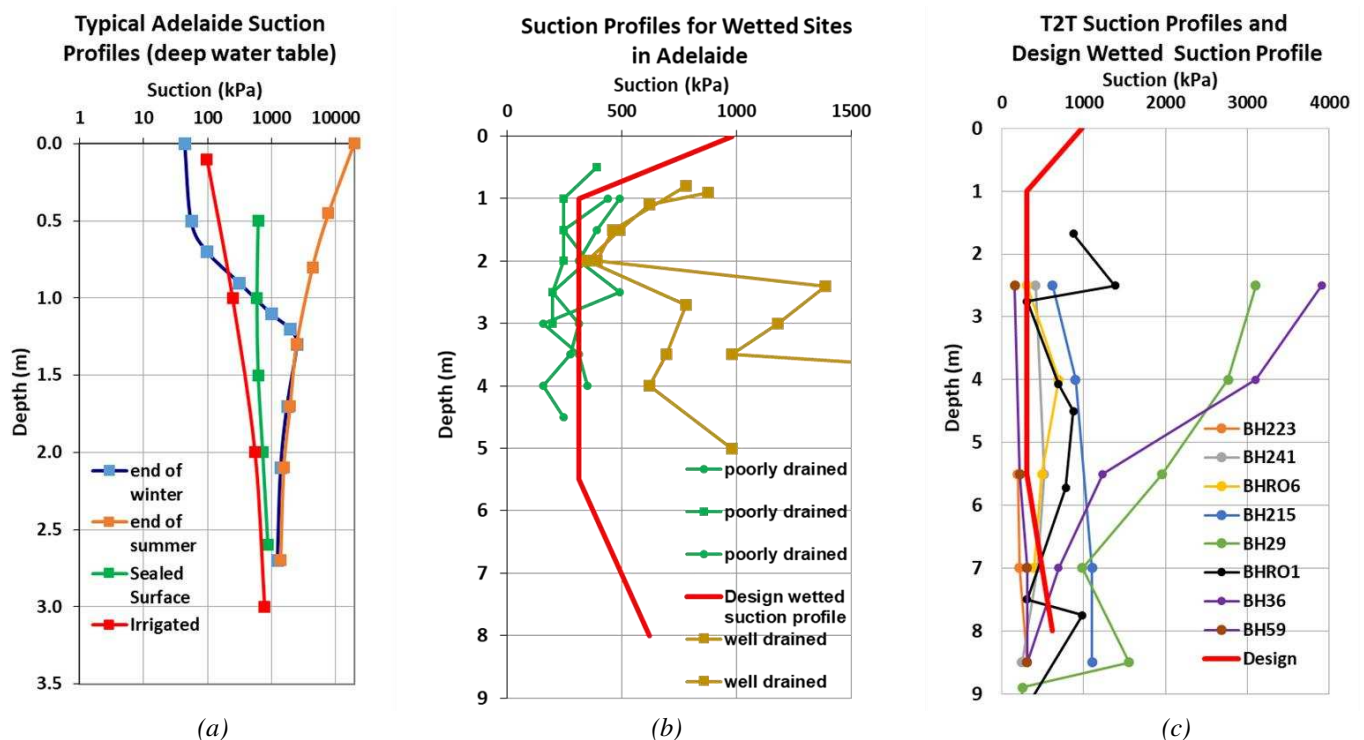 Typical Adelaide Suction
Profiles (deep water table)
Suction (kPa)
1 10 100 1000 10000
0.0
0.5
1.0
1.5
2.0
2.5
3.0
3.5
Depth (m)
end of
winter
end of
summer
Sealed
Surface
Irrigated
(a)
Suction Profiles for Wetted Sites
in Adelaide
Suction (kPa)
0 500 1000 1500
0
1
2
3
4
5
6
7
8
9
Depth (m)
poorly drained
poorly drained
poorly drained
Design wetted
suction profile
well drained
well drained
(b)
T2T Suction Profiles and
Design Wetted Suction Profile
Suction (kPa)
0 1000 2000 3000 4000
0
1
2
3
4
5
6
7
8
9
Depth (m)
BH223
BH241
BHRO6
BH215
BH29
BHRO1
BH36
BH59
Design
(c)